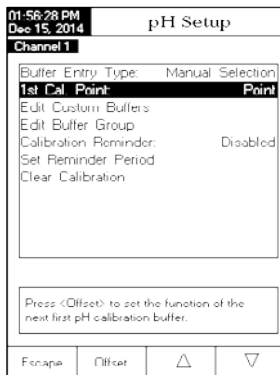 01:56:28 PM
Dec 15, 2014
pH Setup
Channel 1
Buffer Entry Type: Manual Selection
1st Cal. Point: Point
Edit Custom Buffers
Edit Buffer Group
Calibration Reminder: Disabled
Set Reminder Period
Clear Calibration
Press <Offset> to set the function of the
next first pH calibration buffer.
Escape Offset △ ▽